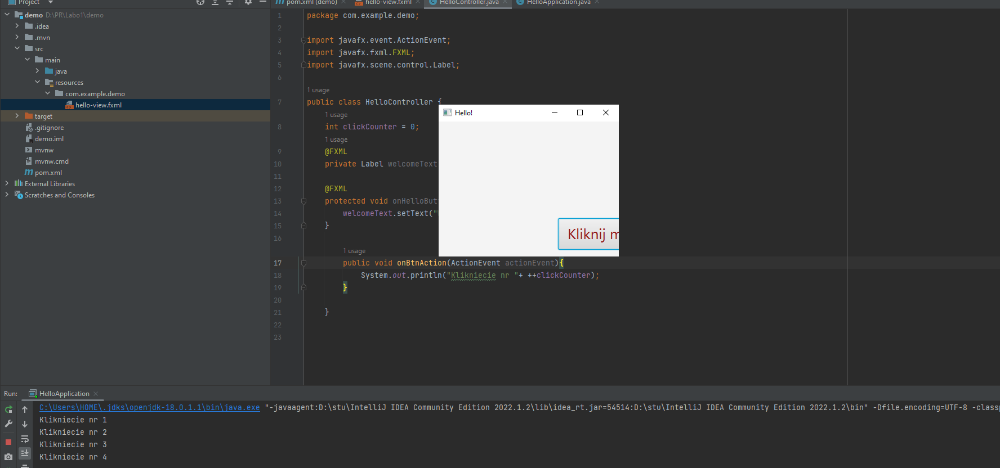 Project
pom.xml (demo)
hello-view.fxml
HelloController.java
HelloApplication.java
demo D:\PR\Labo1\demo
.idea
.mvn
src
main
java
resources
com.example.demo
hello-view.fxml
target
.gitignore
demo.iml
mvnw
mvnw.cmd
pom.xml
External Libraries
Scratches and Consoles
1 package com.example.demo;
2
3 import javafx.event.ActionEvent;
4 import javafx.fxml.FXML;
5 import javafx.scene.control.Label;
6
1 usage
7 public class HelloController {
1 usage
8 int clickCounter = 0;
1 usage
9 @FXML
10 private Label welcomeText
11
12 @FXML
13 protected void onHelloBut
14 welcomeText.setText("
15 }
16
1 usage
17 public void onBtnAction(ActionEvent actionEvent){
18 System.out.println("Klikniecie nr "+ ++clickCounter);
19 }
20
21 }
22
23
Hello!
Kliknij m
Run: HelloApplication
C:\Users\HOME\.jdks\openjdk-18.0.1.1\bin\java.exe "-javaagent:D:\stu\IntelliJ IDEA Community Edition 2022.1.2\lib\idea_rt.jar=54514:D:\stu\IntelliJ IDEA Community Edition 2022.1.2\bin" -Dfile.encoding=UTF-8 -classp
Klikniecie nr 1
Klikniecie nr 2
Klikniecie nr 3
Klikniecie nr 4